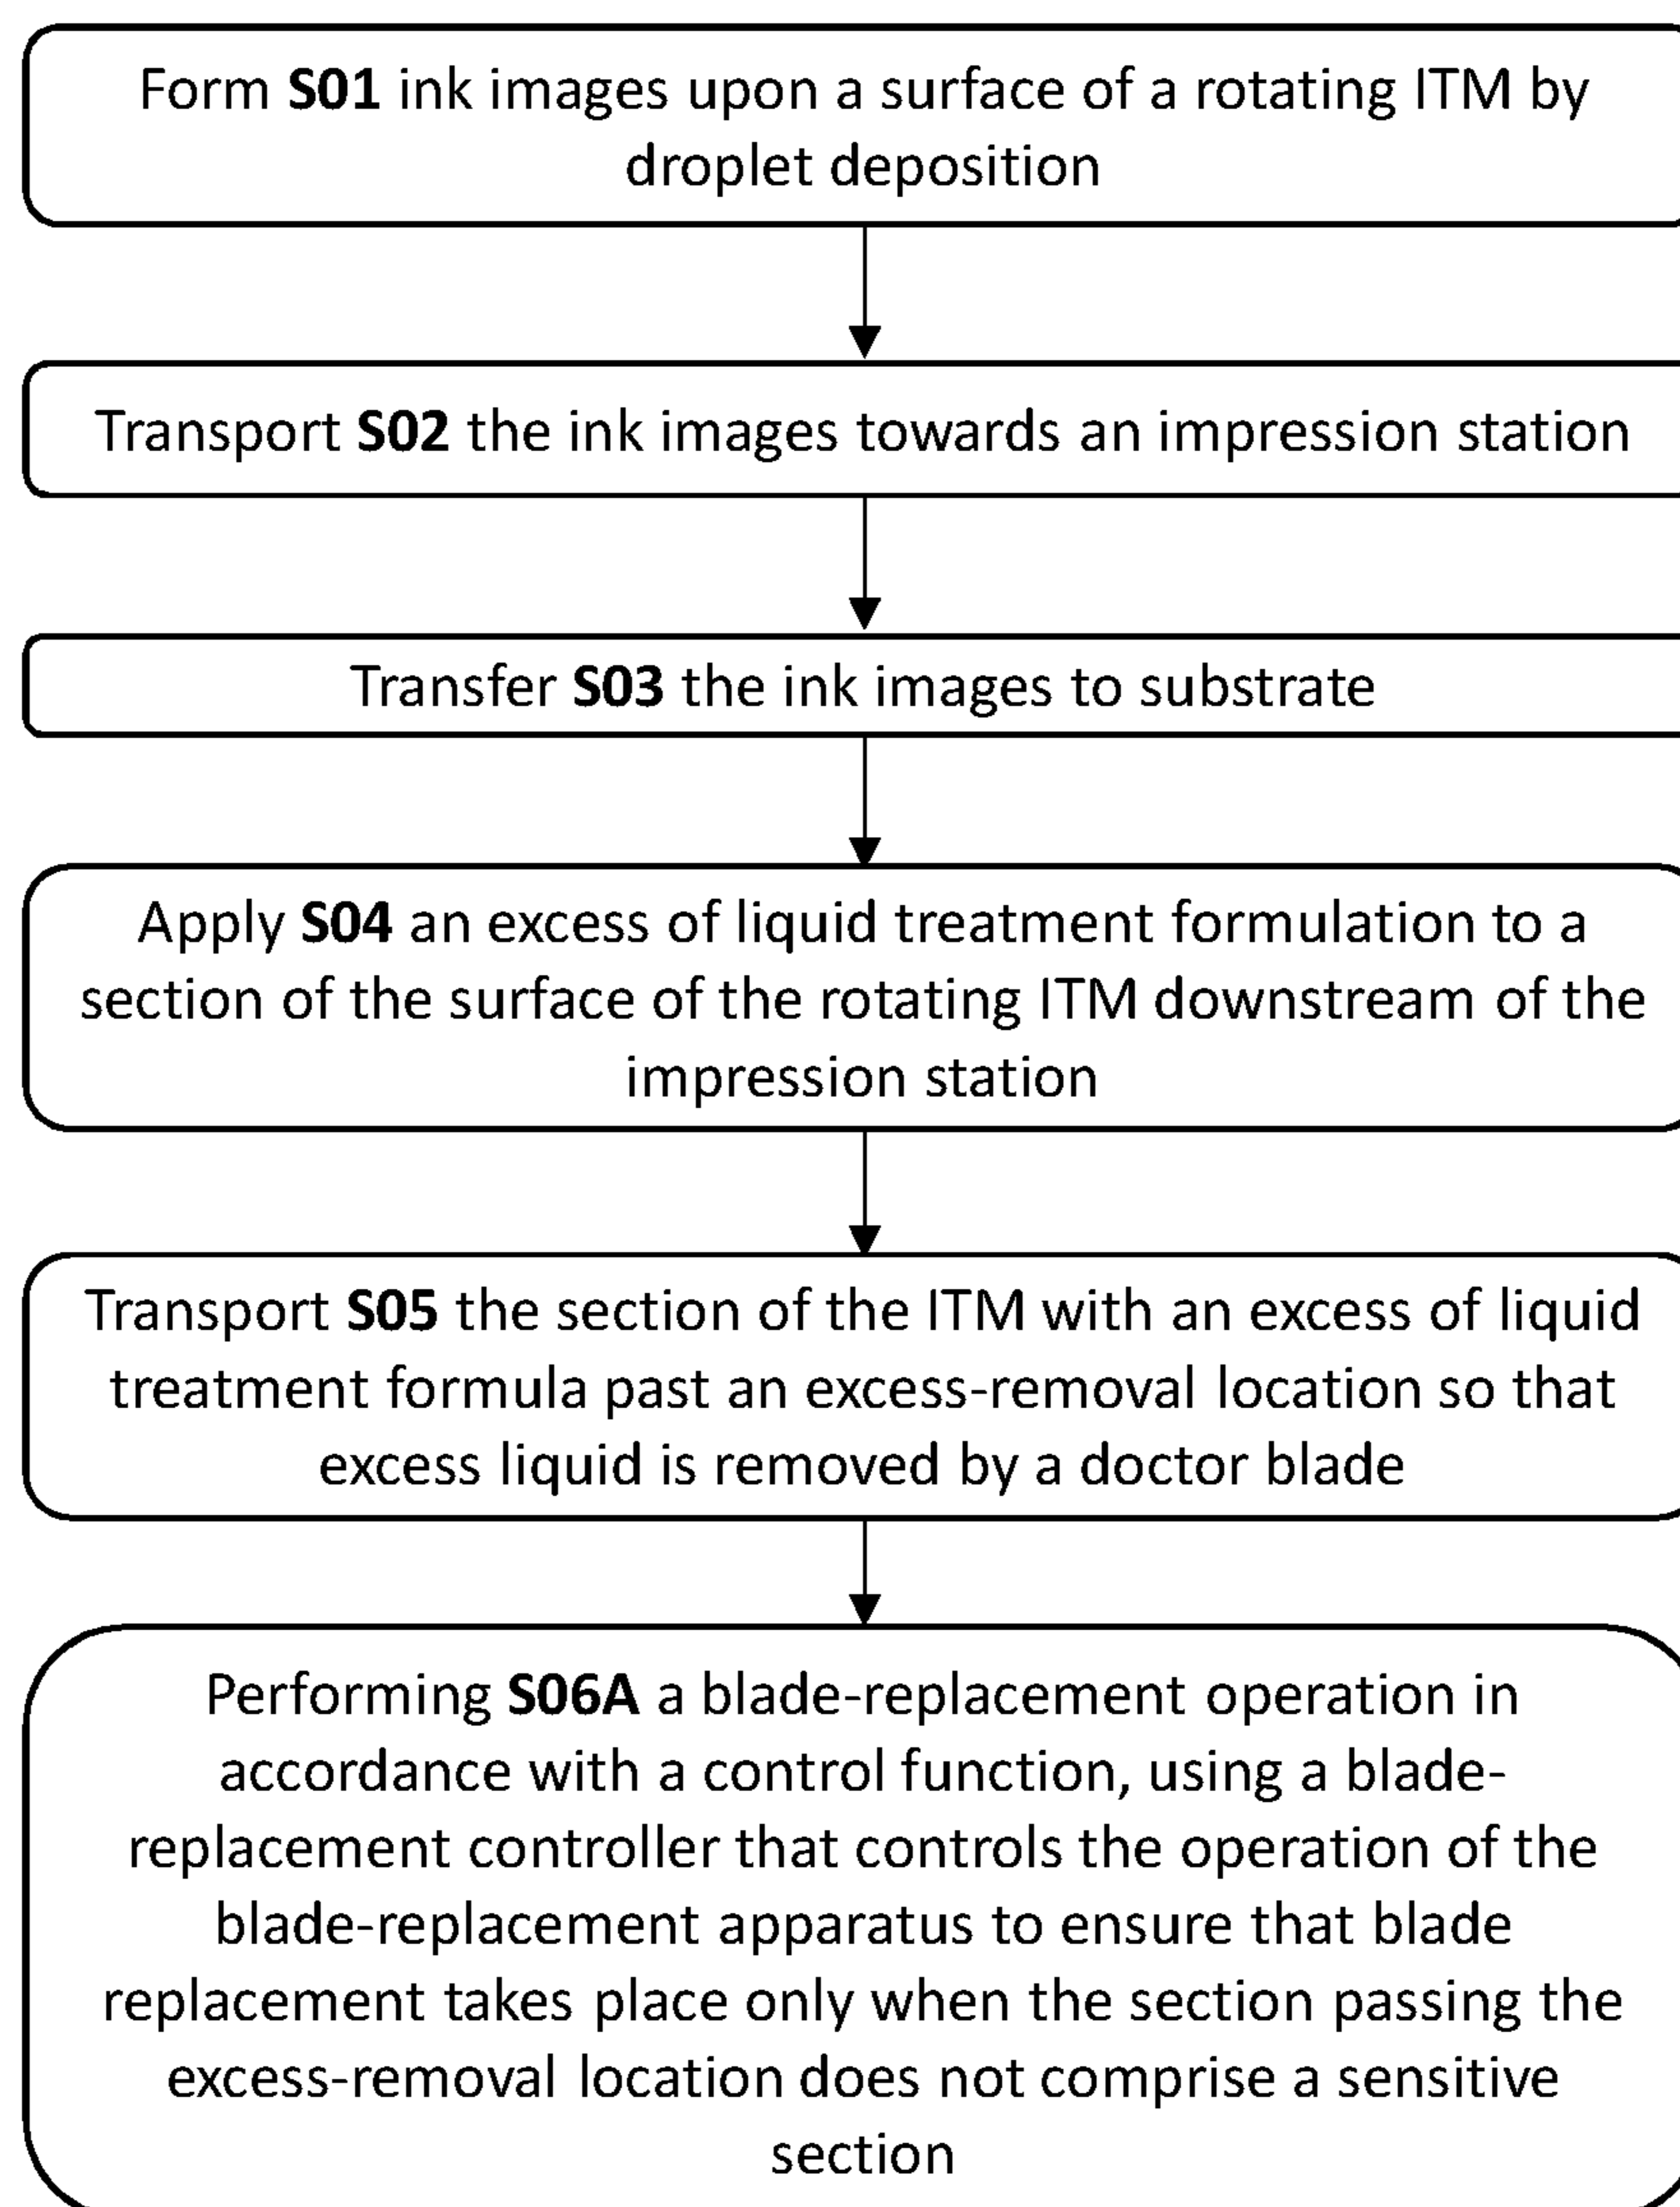 Form S01 ink images upon a surface of a rotating ITM by
droplet deposition
Transport S02 the ink images towards an impression station
Transfer S03 the ink images to substrate
Apply S04 an excess of liquid treatment formulation to a
section of the surface of the rotating ITM downstream of the
impression station
Transport S05 the section of the ITM with an excess of liquid
treatment formula past an excess-removal location so that
excess liquid is removed by a doctor blade
Performing S06A a blade-replacement operation in
accordance with a control function, using a blade-
replacement controller that controls the operation of the
blade-replacement apparatus to ensure that blade
replacement takes place only when the section passing the
excess-removal location does not comprise a sensitive
section